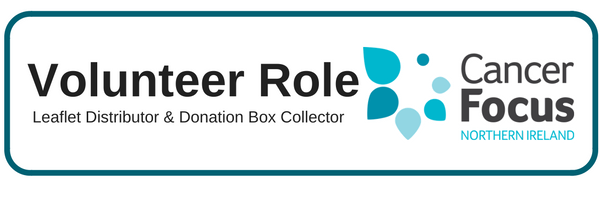 Volunteer Role
Leaflet Distributor & Donation Box Collector
Cancer
Focus
NORTHERN IRELAND